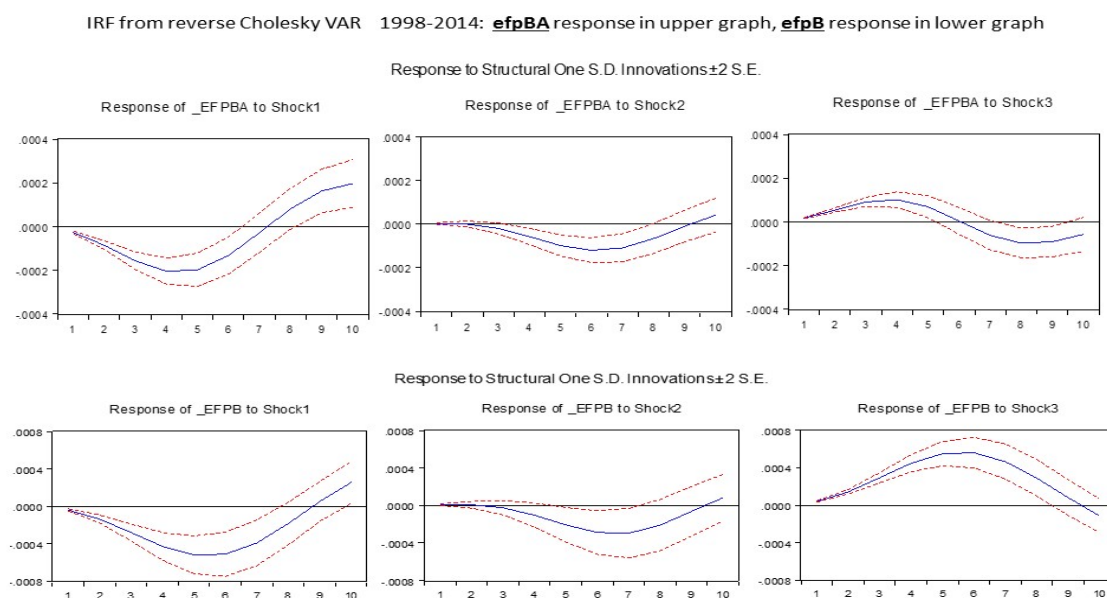 IRF from reverse Cholesky VAR 1998-2014: efpBA response in upper graph, efpB response in lower graph
Response to Structural One S.D. Innovations ± 2 S.E.
Response of _EFPBA to Shock1
Response of _EFPBA to Shock2
Response of _EFPBA to Shock3
.0004
.0002
.0000
-.0002
-.0004
1 2 3 4 5 6 7 8 9 10
.0004
.0002
.0000
-.0002
-.0004
1 2 3 4 5 6 7 8 9 10
.0004
.0002
.0000
-.0002
-.0004
1 2 3 4 5 6 7 8 9 10
Response to Structural One S.D. Innovations ± 2 S.E.
Response of _EFPB to Shock1
Response of _EFPB to Shock2
Response of _EFPB to Shock3
.0008
.0004
.0000
-.0004
-.0008
1 2 3 4 5 6 7 8 9 10
.0008
.0004
.0000
-.0004
-.0008
1 2 3 4 5 6 7 8 9 10
.0008
.0004
.0000
-.0004
-.0008
1 2 3 4 5 6 7 8 9 10